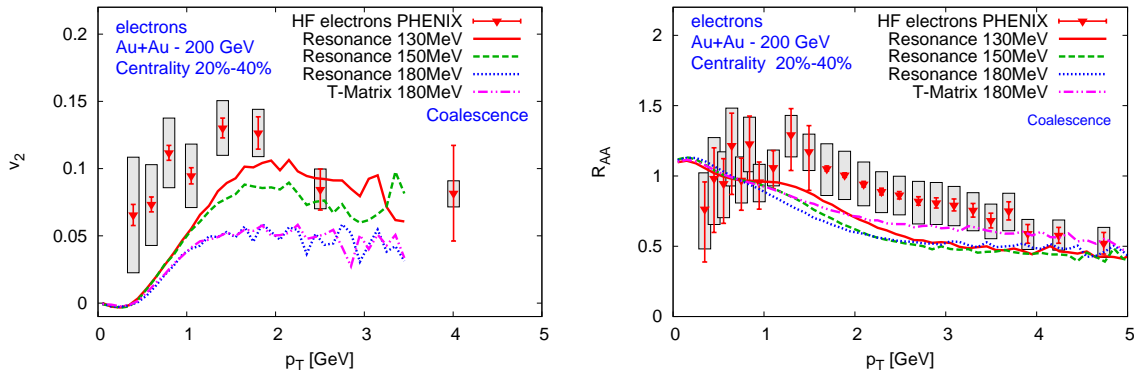 0.2
0.15
0.1
0.05
0
v2
electrons
Au+Au - 200 GeV
Centrality 20%-40%
HF electrons PHENIX
Resonance 130MeV
Resonance 150MeV
Resonance 180MeV
T-Matrix 180MeV
Coalescence
0 1 2 3 4 5
pT [GeV]
2
1.5
1
0.5
0
RAA
electrons
Au+Au - 200 GeV
Centrality 20%-40%
HF electrons PHENIX
Resonance 130MeV
Resonance 150MeV
Resonance 180MeV
T-Matrix 180MeV
Coalescence
0 1 2 3 4 5
pT [GeV]